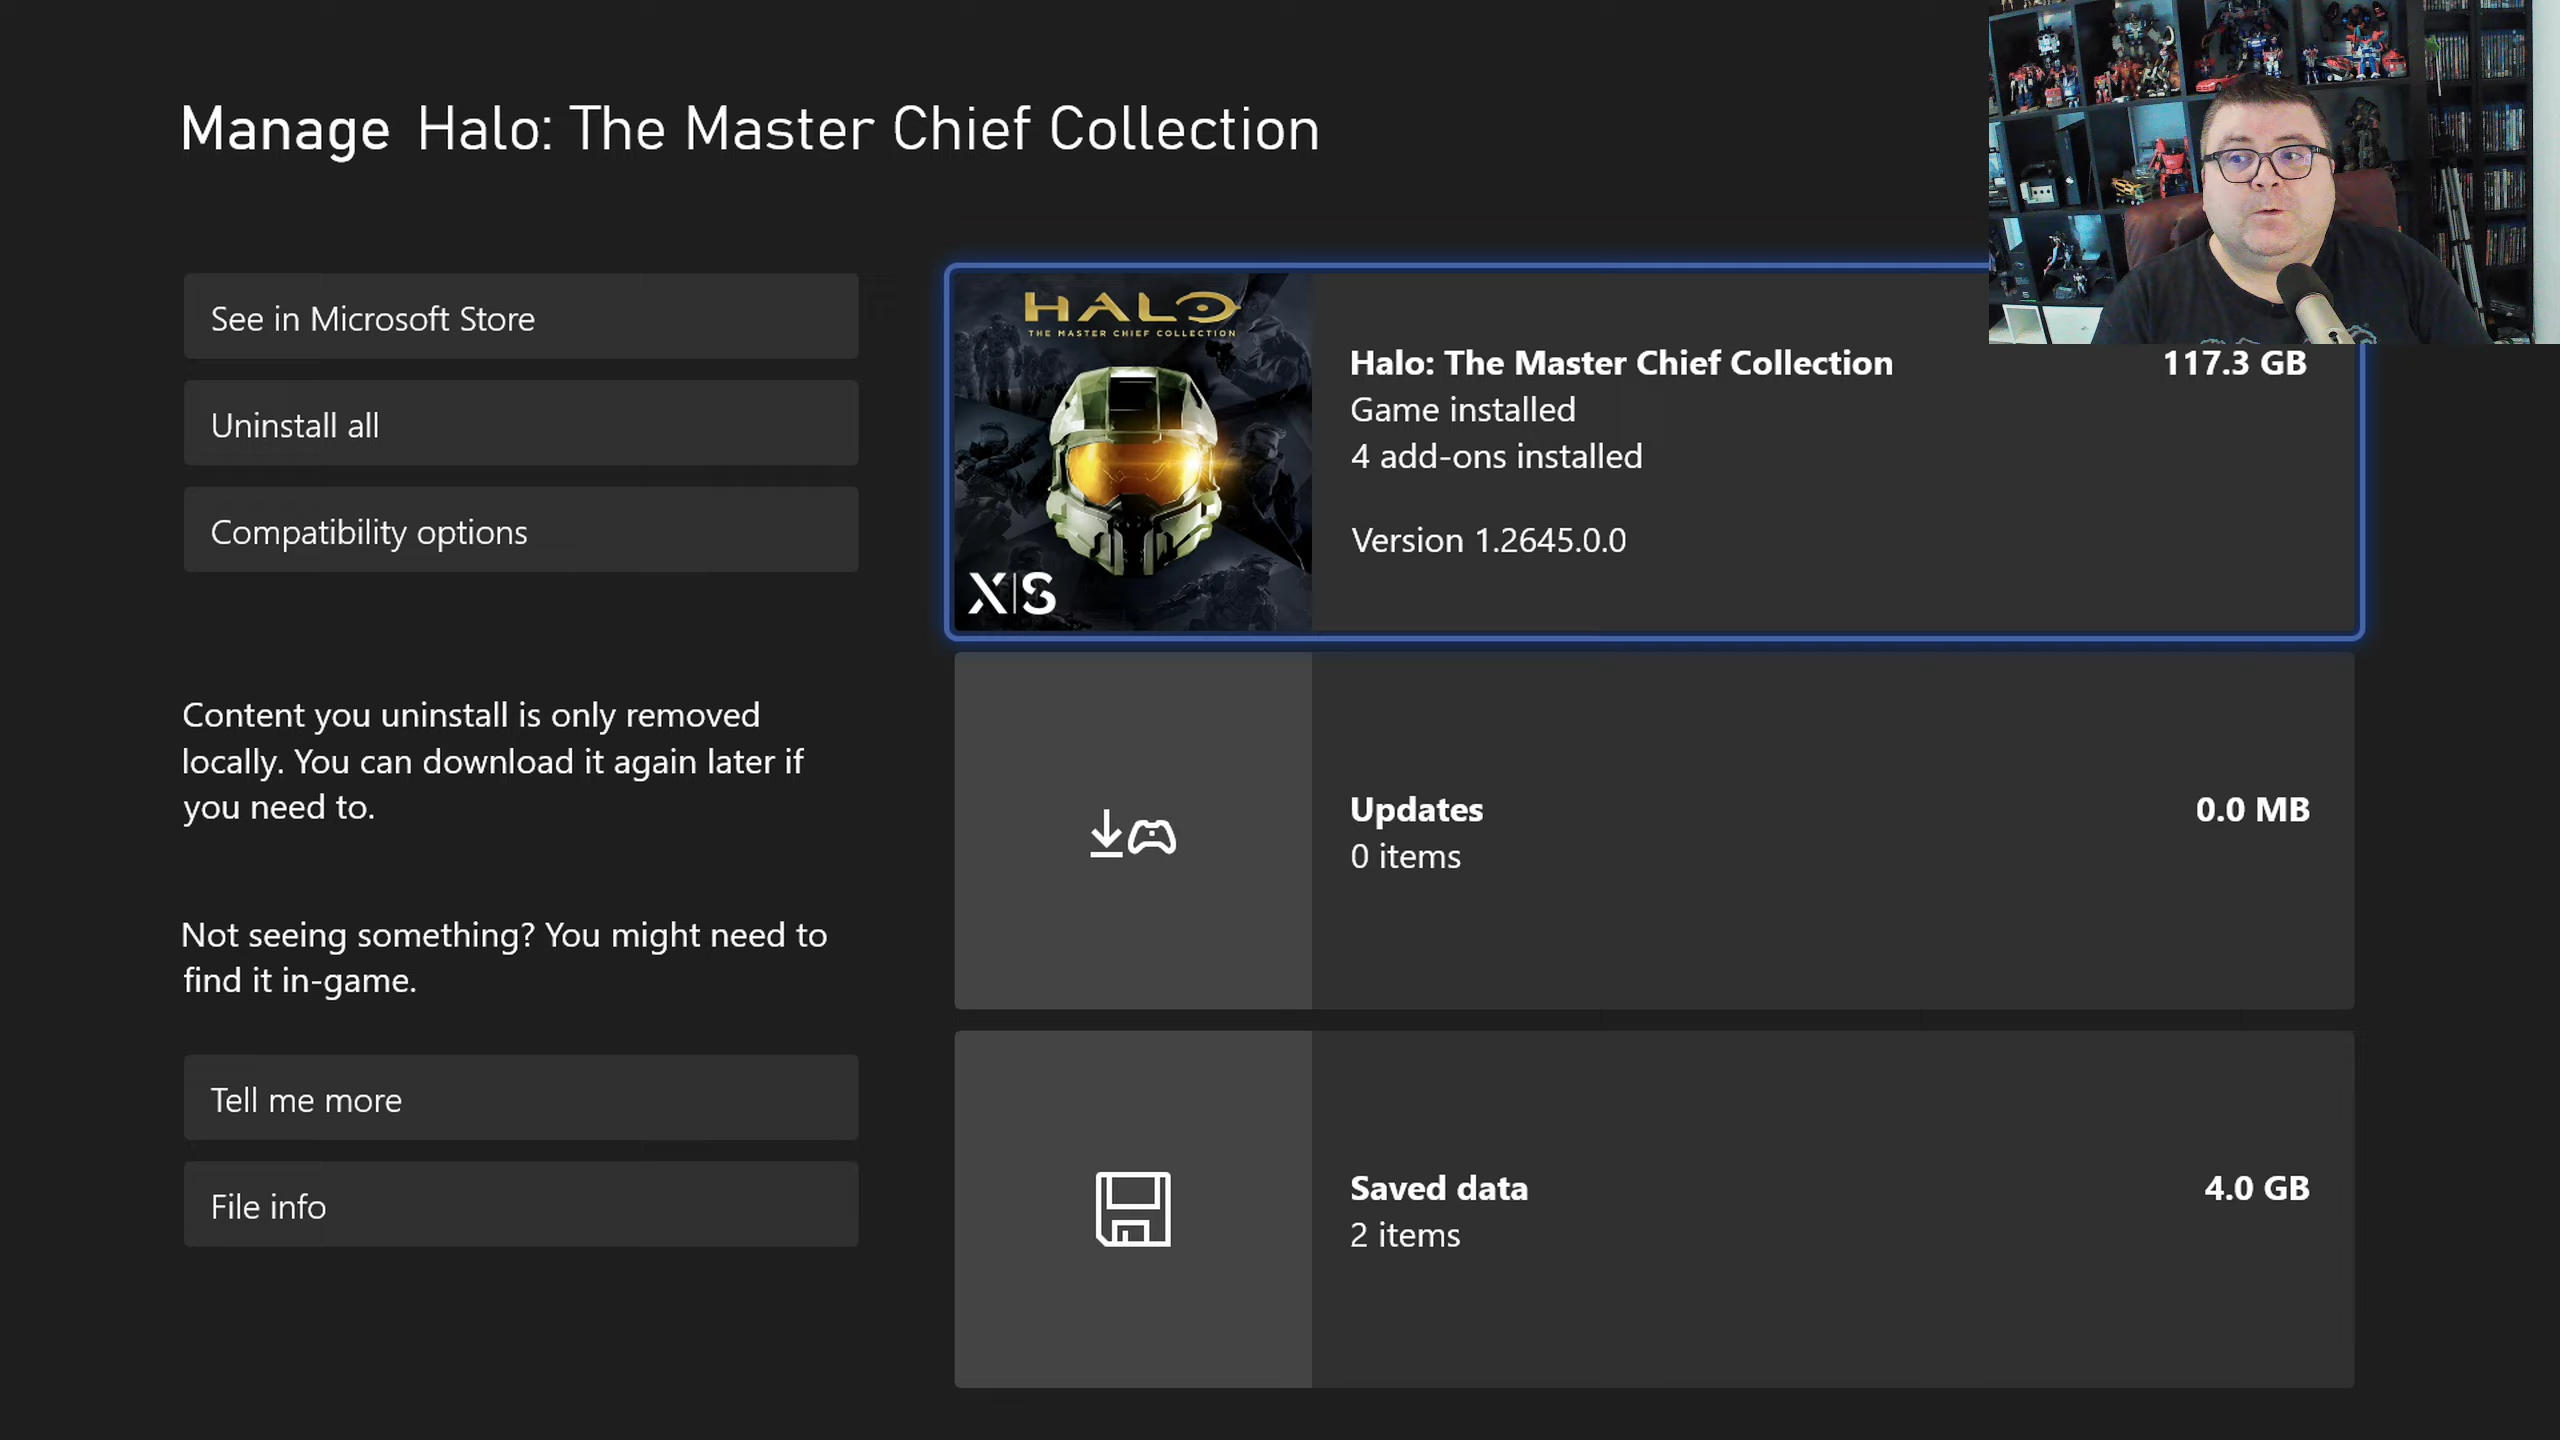 Manage Halo: The Master Chief Collection
See in Microsoft Store
Uninstall all
Compatibility options
Content you uninstall is only removed
locally. You can download it again later if
you need to.
Not seeing something? You might need to
find it in-game.
Tell me more
File info
HALO
THE MASTER CHIEF COLLECTION
X|S
Halo: The Master Chief Collection
117.3 GB
Game installed
4 add-ons installed
Version 1.2645.0.0
Updates
0.0 MB
0 items
Saved data
4.0 GB
2 items